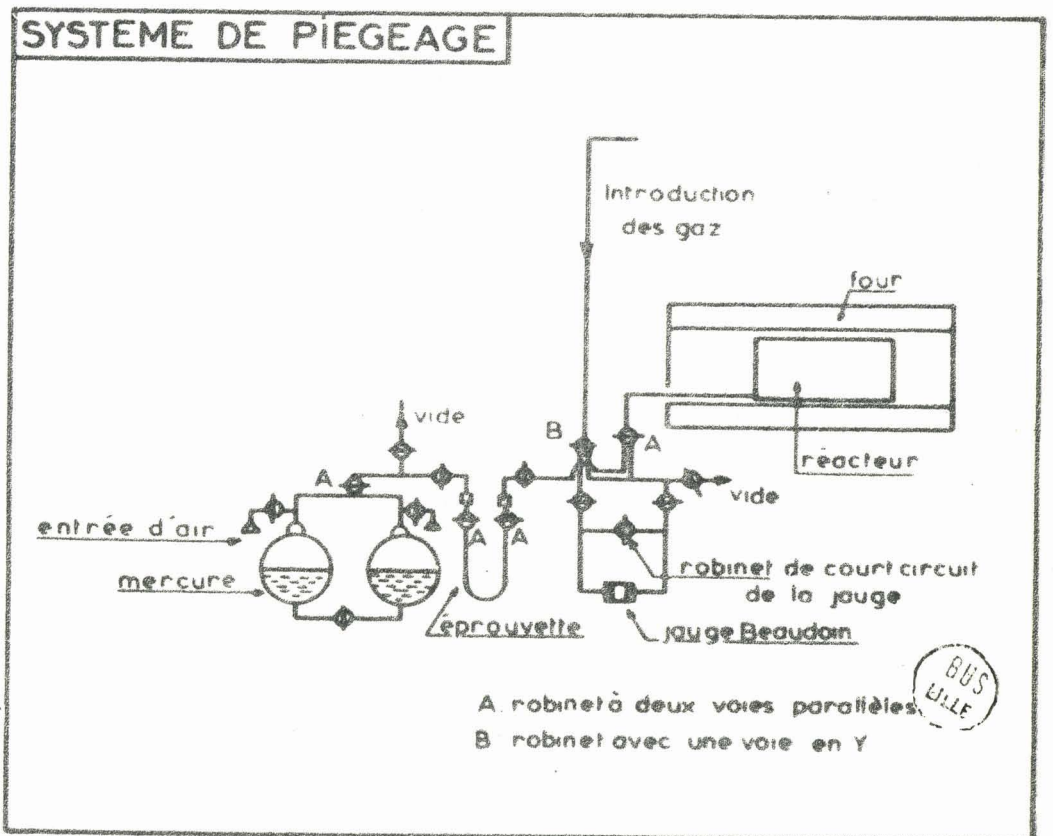 SYSTEME DE PIEGEAGE
Introduction
des gaz
four
vide
B
A
réacteur
A
vide
entrée d'air
A
A
robinet de court circuit
mercure
de la jauge
éprouvette
jauge Beaudoin
A robinet à deux voies parallèles
B robinet avec une voie en Y
BUS
LILLE